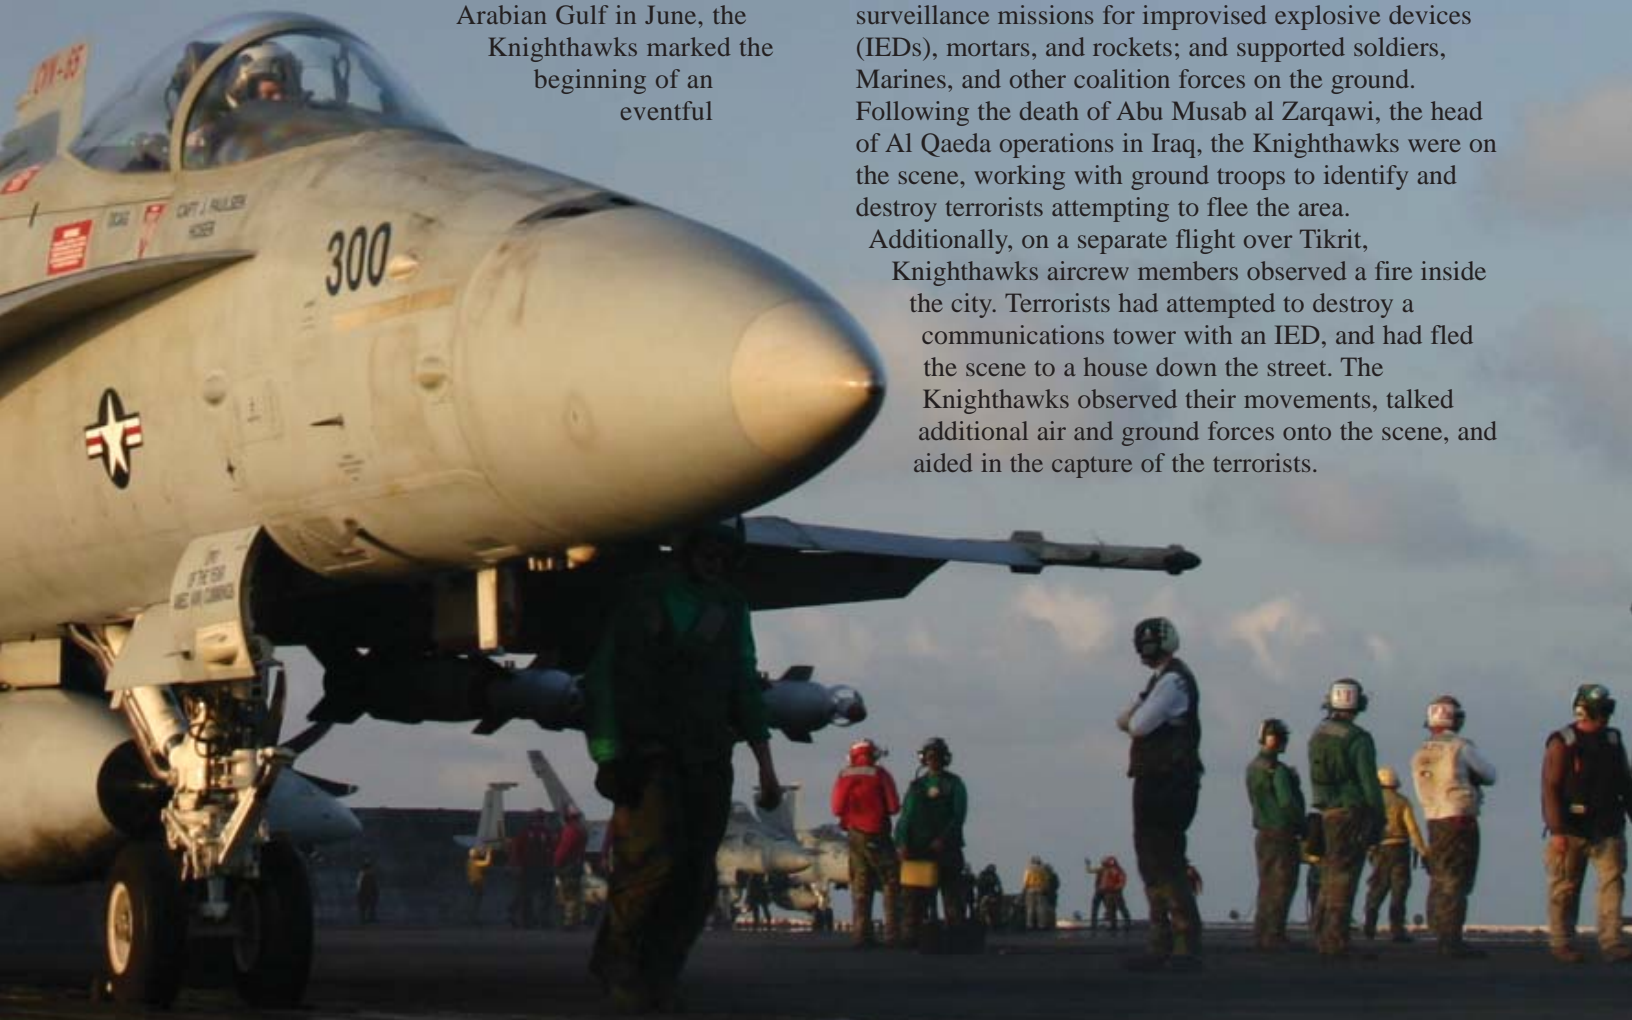 Arabian Gulf in June, the
Knighthawks marked the
beginning of an
eventful
surveillance missions for improvised explosive devices
(IEDs), mortars, and rockets; and supported soldiers,
Marines, and other coalition forces on the ground.
Following the death of Abu Musab al Zarqawi, the head
of Al Qaeda operations in Iraq, the Knighthawks were on
the scene, working with ground troops to identify and
destroy terrorists attempting to flee the area.
Additionally, on a separate flight over Tikrit,
Knighthawks aircrew members observed a fire inside
the city. Terrorists had attempted to destroy a
communications tower with an IED, and had fled
the scene to a house down the street. The
Knighthawks observed their movements, talked
additional air and ground forces onto the scene, and
aided in the capture of the terrorists.
CAPT J. PAULSEN
HOSER
300
OF THE YEAR